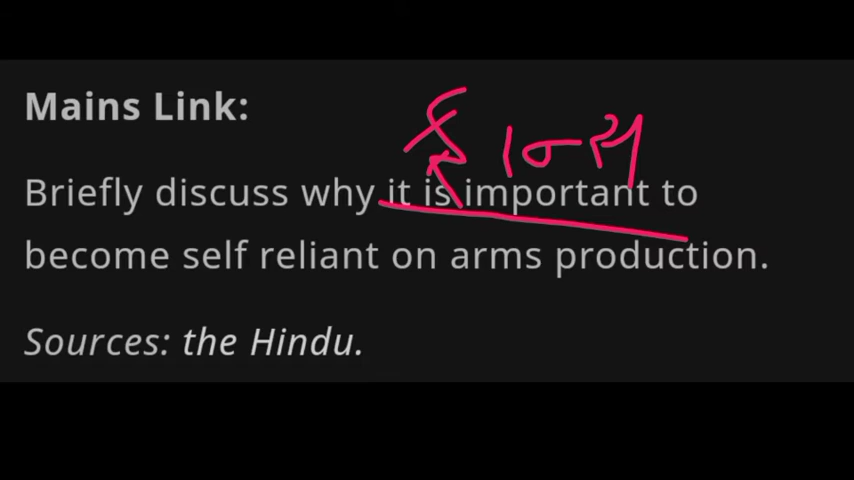 Mains Link:
Briefly discuss why it is important to
become self reliant on arms production.
Sources: the Hindu.